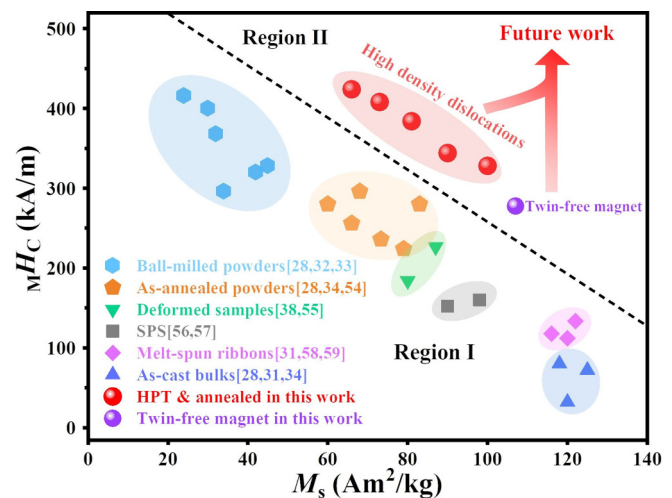 500
400
300
200
100
0
MHC (kA/m)
Region II
Future work
High density dislocations
Twin-free magnet
Ball-milled powders[28,32,33]
As-annealed powders[28,34,54]
Deformed samples[38,55]
SPS[56,57]
Melt-spun ribbons[31,58,59]
As-cast bulks[28,31,34]
HPT & annealed in this work
Twin-free magnet in this work
Region I
0 20 40 60 80 100 120 140
Ms (Am²/kg)